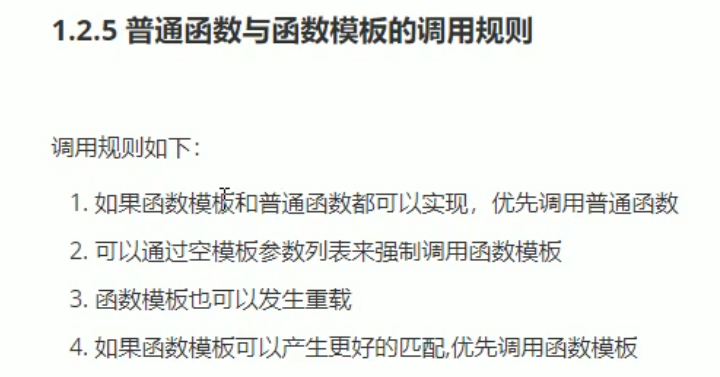 1.2.5 普通函数与函数模板的调用规则
调用规则如下：
1. 如果函数模板和普通函数都可以实现，优先调用普通函数
2. 可以通过空模板参数列表来强制调用函数模板
3. 函数模板也可以发生重载
4. 如果函数模板可以产生更好的匹配,优先调用函数模板